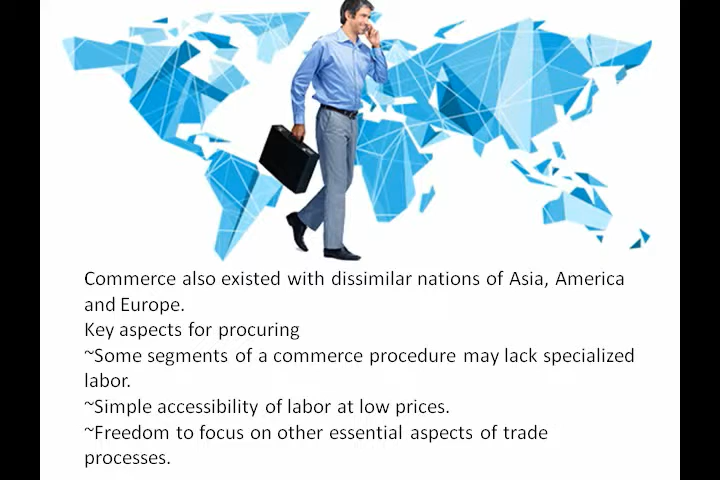 Commerce also existed with dissimilar nations of Asia, America
and Europe.
Key aspects for procuring
~Some segments of a commerce procedure may lack specialized
labor.
~Simple accessibility of labor at low prices.
~Freedom to focus on other essential aspects of trade
processes.